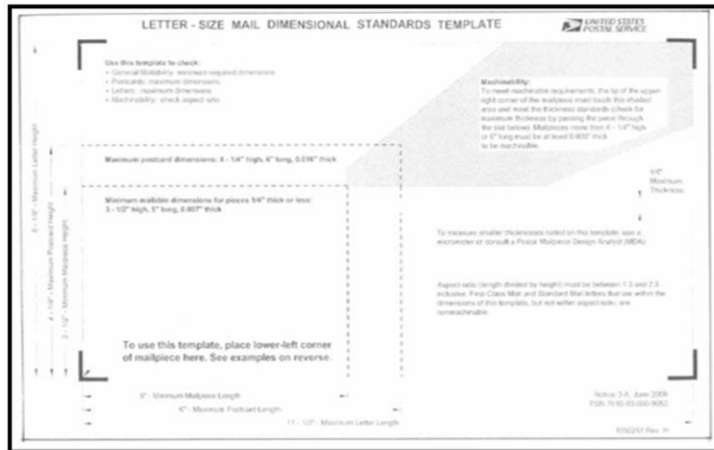 LETTER - SIZE MAIL DIMENSIONAL STANDARDS TEMPLATE
UNITED STATES
POSTAL SERVICE
Use this template to check:
• General Mailability: minimum required dimensions
• Postcards: maximum dimensions
• Letters: maximum dimensions
• Machinability: check aspect ratio
Machinability:
To meet machinable requirements, the tip of the upper-
right corner of the mailpiece must touch this shaded
area and meet the thickness standards (check for
maximum thickness by passing the piece through
the slot below). Mailpieces more than 4 - 1/4" high
or 6" long must be at least 0.009" thick
to be machinable.
Maximum postcard dimensions: 4 - 1/4" high, 6" long, 0.016" thick
Minimum mailable dimensions for pieces 1/4" thick or less:
3 - 1/2" high, 5" long, 0.007" thick
1/4"
Maximum
Thickness
6 - 1/8" - Maximum Letter Height
4 - 1/4" - Maximum Postcard Height
3 - 1/2" - Minimum Mailpiece Height
To measure smaller thicknesses noted on this template, use a
micrometer or consult a Postal Mailpiece Design Analyst (MDA)
Aspect ratio (length divided by height) must be between 1.3 and 2.5
inclusive. First-Class Mail and Standard Mail letters that are within the
dimensions of this template, but not within aspect ratio, are
nonmachinable.
To use this template, place lower-left corner
of mailpiece here. See examples on reverse.
5" - Minimum Mailpiece Length
6" - Maximum Postcard Length
11 - 1/2" - Maximum Letter Length
Notice 3-A, June